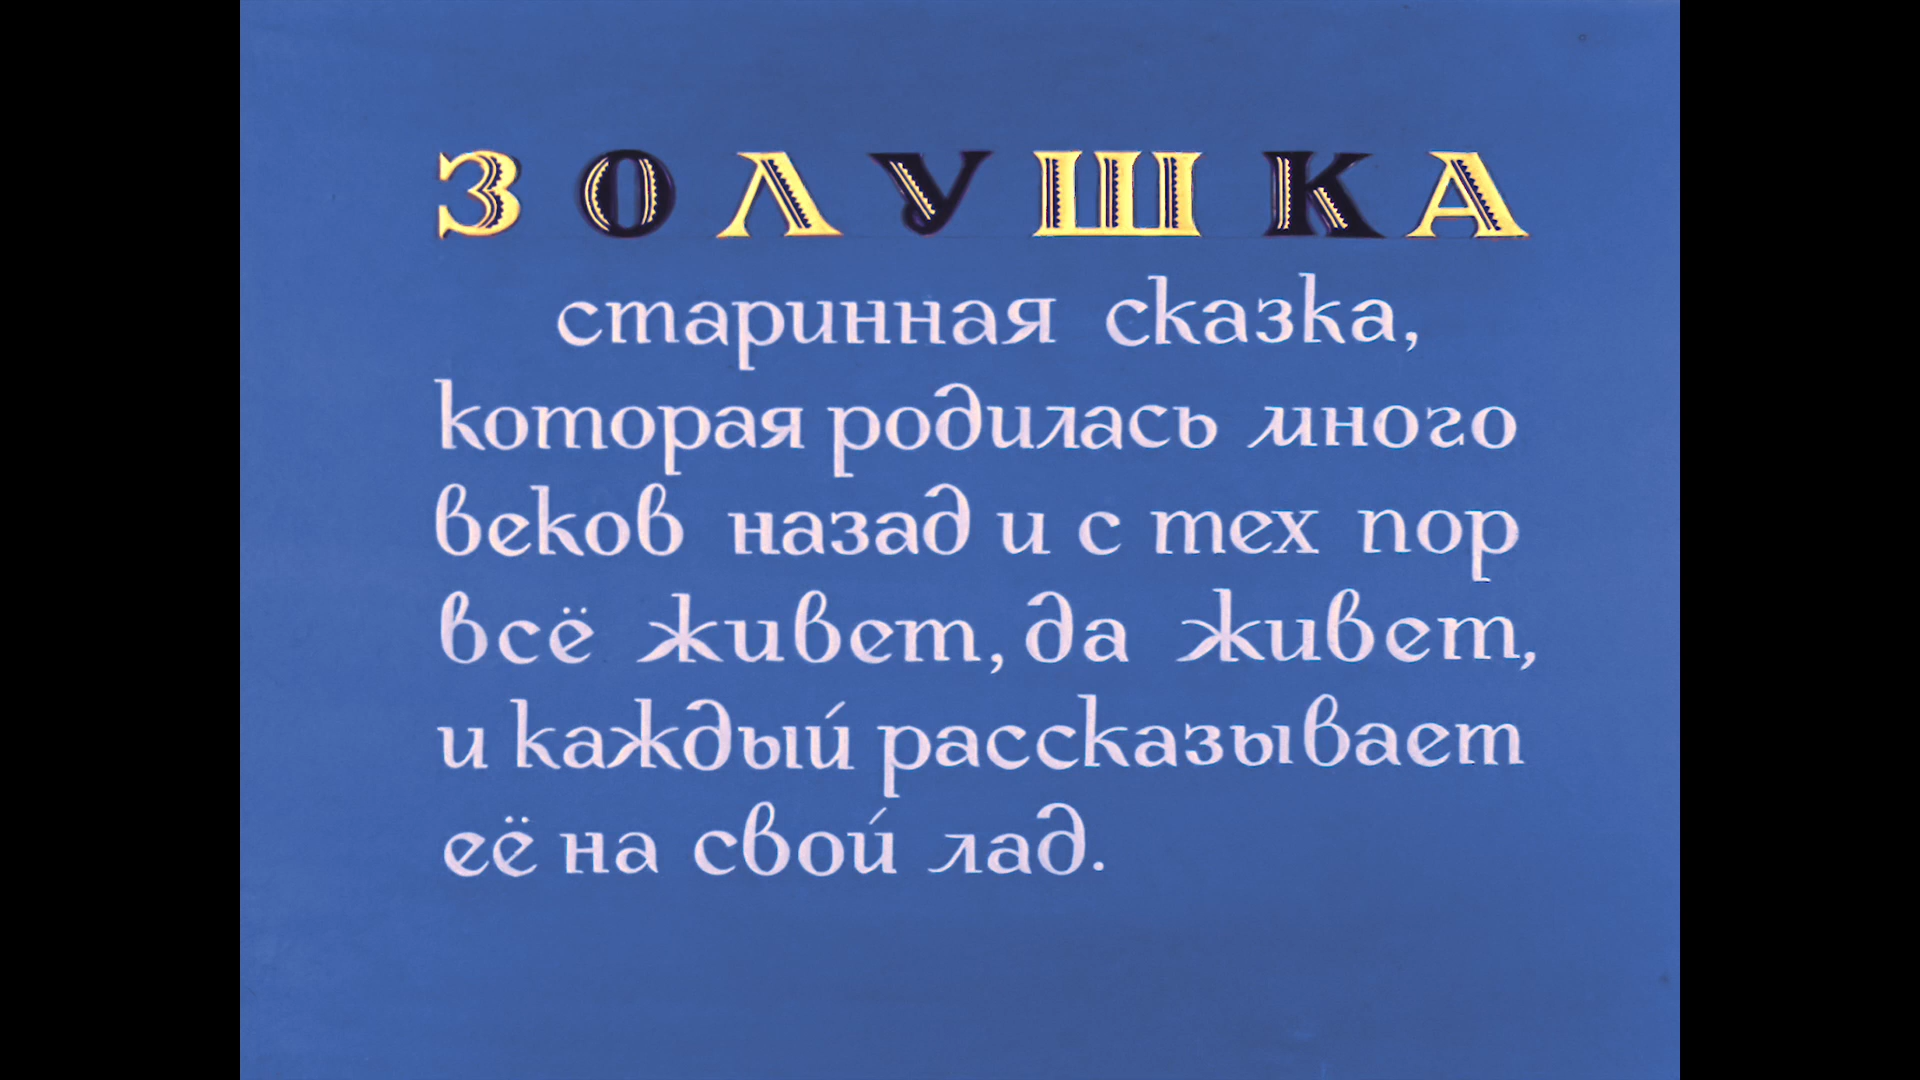 ЗОЛУШКА
старинная сказка,
которая родилась много
веков назад и с тех пор
всё живет, да живет,
и каждый рассказывает
её на свой лад.